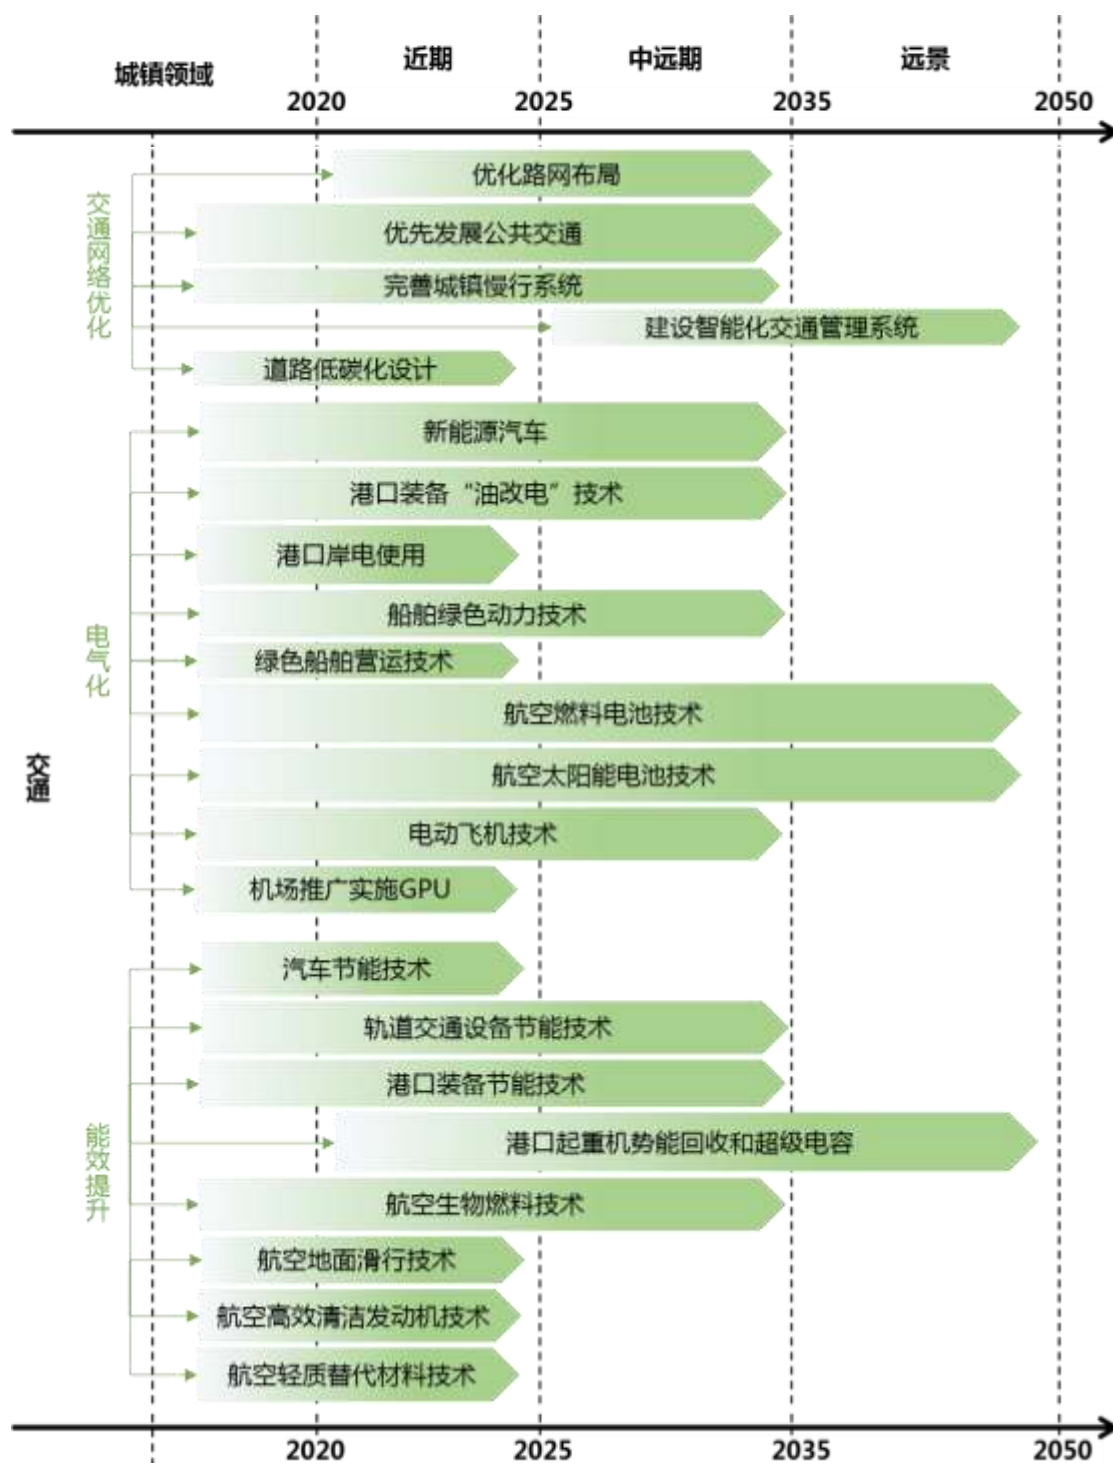 城镇领域
近期
中远期
远景
2020
2025
2035
2050
交通
交通网络优化
优化路网布局
优先发展公共交通
完善城镇慢行系统
建设智能化交通管理系统
道路低碳化设计
电气化
新能源汽车
港口装备“油改电”技术
港口岸电使用
船舶绿色动力技术
绿色船舶营运技术
航空燃料电池技术
航空太阳能电池技术
电动飞机技术
机场推广实施GPU
能效提升
汽车节能技术
轨道交通设备节能技术
港口装备节能技术
港口起重机势能回收和超级电容
航空生物燃料技术
航空地面滑行技术
航空高效清洁发动机技术
航空轻质替代材料技术
2020
2025
2035
2050